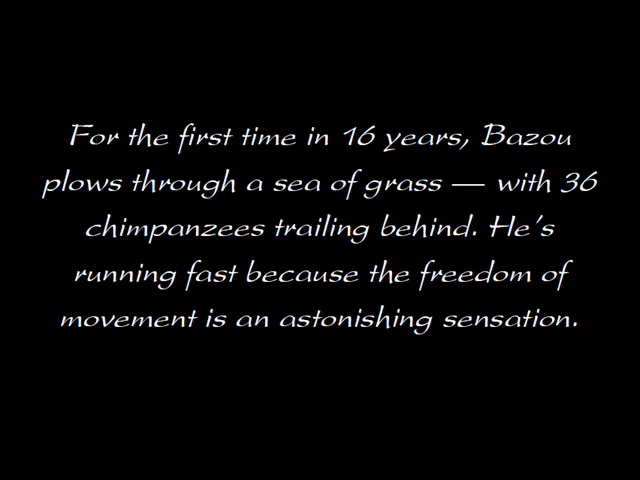 For the first time in 16 years, Bazou
plows through a sea of grass — with 36
chimpanzees trailing behind. He's
running fast because the freedom of
movement is an astonishing sensation.